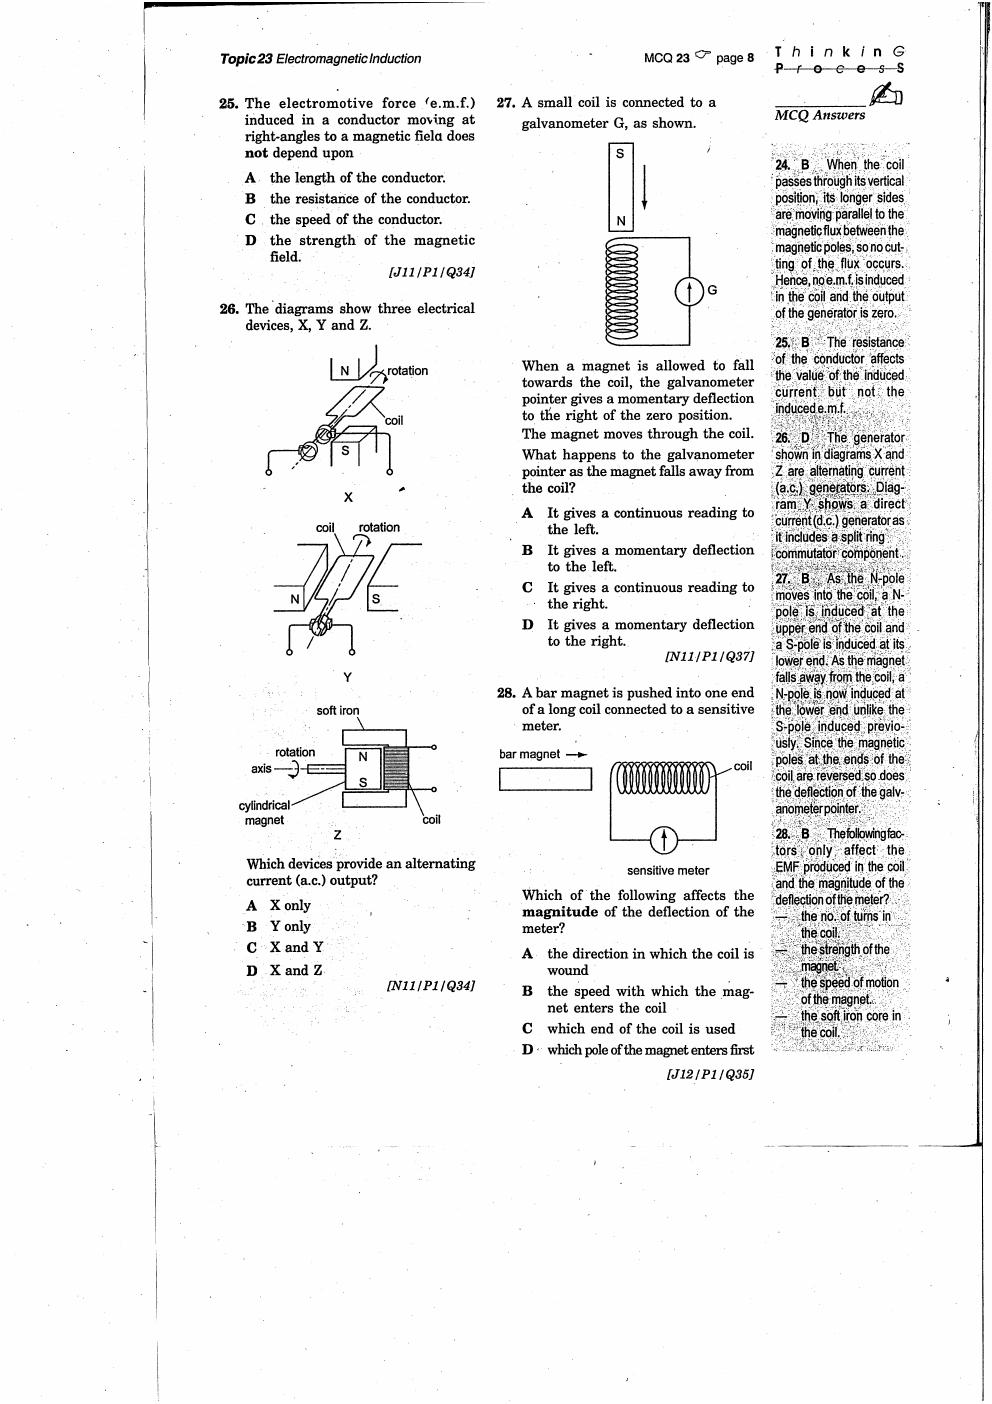 Topic 23 Electromagnetic Induction
MCQ 23 page 8
ThinkinG
ProcesS
MCQ Answers
25. The electromotive force (e.m.f.)
induced in a conductor moving at
right-angles to a magnetic field does
not depend upon
A the length of the conductor.
B the resistance of the conductor.
C the speed of the conductor.
D the strength of the magnetic
field.
[J11/P1/Q34]
26. The diagrams show three electrical
devices, X, Y and Z.
N
rotation
coil
S
X
coil rotation
N S
Y
soft iron
rotation
axis
N
S
cylindrical
magnet
coil
Z
Which devices provide an alternating
current (a.c.) output?
A X only
B Y only
C X and Y
D X and Z
[N11/P1/Q34]
27. A small coil is connected to a
galvanometer G, as shown.
S
N
G
When a magnet is allowed to fall
towards the coil, the galvanometer
pointer gives a momentary deflection
to the right of the zero position.
The magnet moves through the coil.
What happens to the galvanometer
pointer as the magnet falls away from
the coil?
A It gives a continuous reading to
the left.
B It gives a momentary deflection
to the left.
C It gives a continuous reading to
the right.
D It gives a momentary deflection
to the right.
[N11/P1/Q37]
28. A bar magnet is pushed into one end
of a long coil connected to a sensitive
meter.
bar magnet
coil
sensitive meter
Which of the following affects the
magnitude of the deflection of the
meter?
A the direction in which the coil is
wound
B the speed with which the mag-
net enters the coil
C which end of the coil is used
D which pole of the magnet enters first
[J12/P1/Q35]
24. B When the coil
passes through its vertical
position, its longer sides
are moving parallel to the
magnetic flux between the
magnetic poles, so no cut-
ting of the flux occurs.
Hence, no e.m.f. is induced
in the coil and the output
of the generator is zero.
25. B The resistance
of the conductor affects
the value of the induced
current but not the
induced e.m.f.
26. D The generator
shown in diagrams X and
Z are alternating current
(a.c.) generators. Diag-
ram Y shows a direct
current (d.c.) generator as
it includes a split ring
commutator component.
27. B As the N-pole
moves into the coil, a N-
pole is induced at the
upper end of the coil and
a S-pole is induced at its
lower end. As the magnet
falls away from the coil, a
N-pole is now induced at
the lower end unlike the
S-pole induced previo-
usly. Since the magnetic
poles at the ends of the
coil are reversed so does
the deflection of the galv-
anometer pointer.
28. B The following fac-
tors only affect the
EMF produced in the coil
and the magnitude of the
deflection of the meter?
— the no. of turns in
the coil.
— the strength of the
magnet.
— the speed of motion
of the magnet.
— the soft iron core in
the coil.